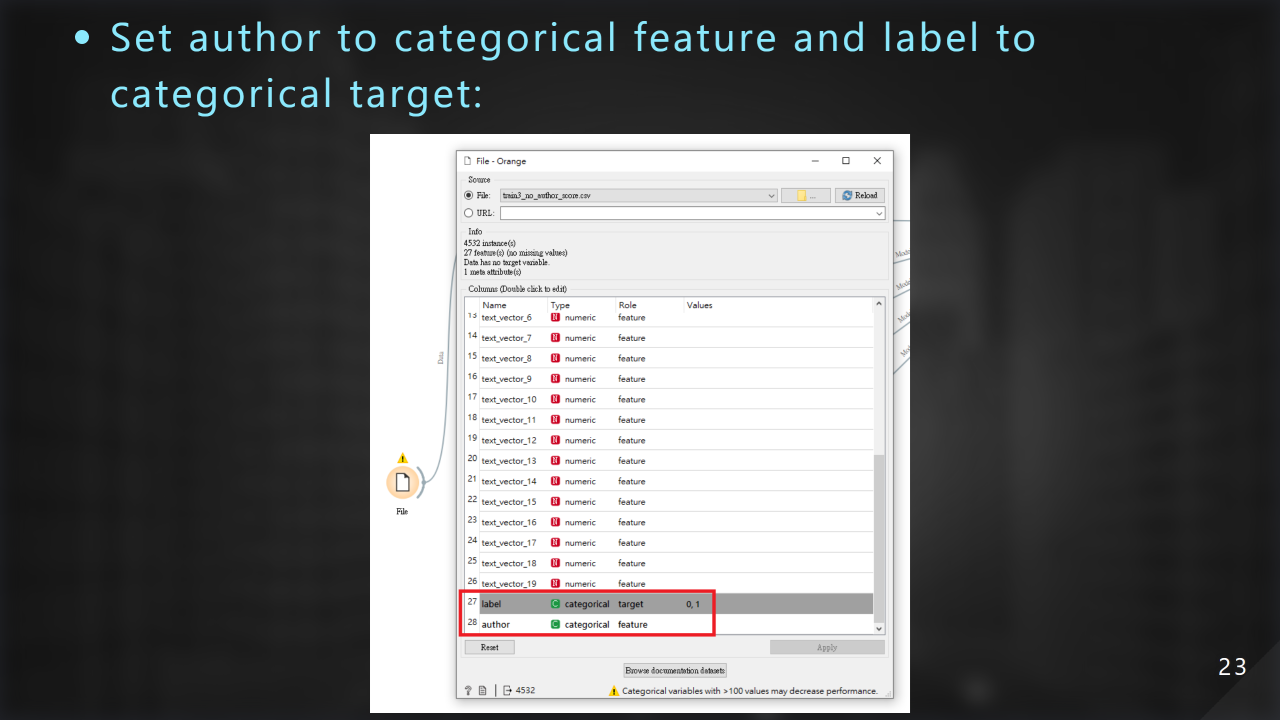 • Set author to categorical feature and label to
categorical target:
File - Orange
Source
File: train3_no_author_score.csv ... Reload
URL:
Info
4532 instance(s)
27 feature(s) (no missing values)
Data has no target variable.
1 meta attribute(s)
Columns (Double click to edit)
Name Type Role Values
13 text_vector_6 N numeric feature
14 text_vector_7 N numeric feature
15 text_vector_8 N numeric feature
16 text_vector_9 N numeric feature
17 text_vector_10 N numeric feature
18 text_vector_11 N numeric feature
19 text_vector_12 N numeric feature
20 text_vector_13 N numeric feature
21 text_vector_14 N numeric feature
22 text_vector_15 N numeric feature
23 text_vector_16 N numeric feature
24 text_vector_17 N numeric feature
25 text_vector_18 N numeric feature
26 text_vector_19 N numeric feature
27 label C categorical target 0, 1
28 author C categorical feature
Reset Apply
Browse documentation datasets
? 4532 Categorical variables with >100 values may decrease performance.
Data
File
23